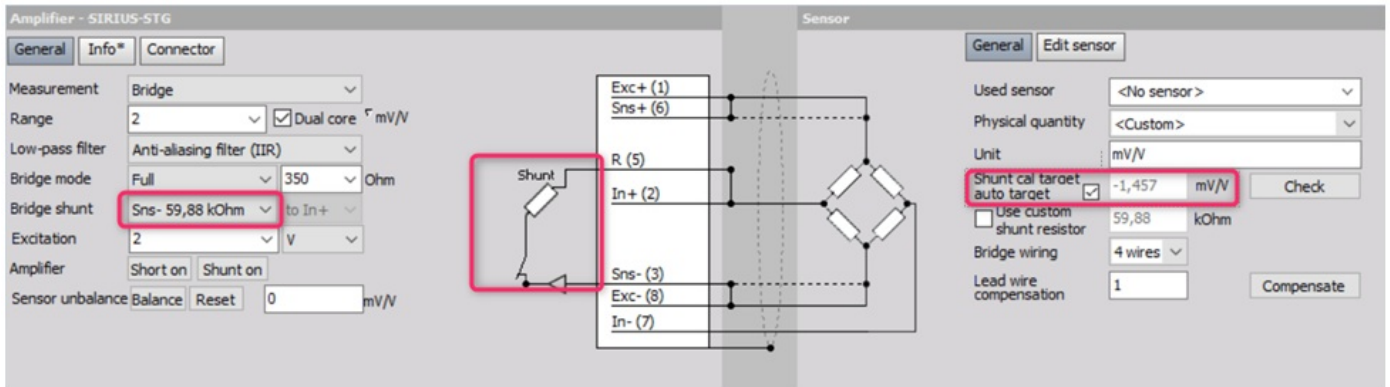 Amplifier - SIRIUS-STG
General Info* Connector
Measurement Bridge
Range 2 Dual core mV/V
Low-pass filter Anti-aliasing filter (IIR)
Bridge mode Full 350 Ohm
Bridge shunt Sns- 59,88 kOhm to In+
Excitation 2 V
Amplifier Short on Shunt on
Sensor unbalance Balance Reset 0 mV/V
Shunt
Exc+ (1)
Sns+ (6)
R (5)
In+ (2)
Sns- (3)
Exc- (8)
In- (7)
Sensor
General Edit sensor
Used sensor <No sensor>
Physical quantity <Custom>
Unit mV/V
Shunt cal target
auto target -1,457 mV/V Check
Use custom
shunt resistor 59,88 kOhm
Bridge wiring 4 wires
Lead wire
compensation 1 Compensate